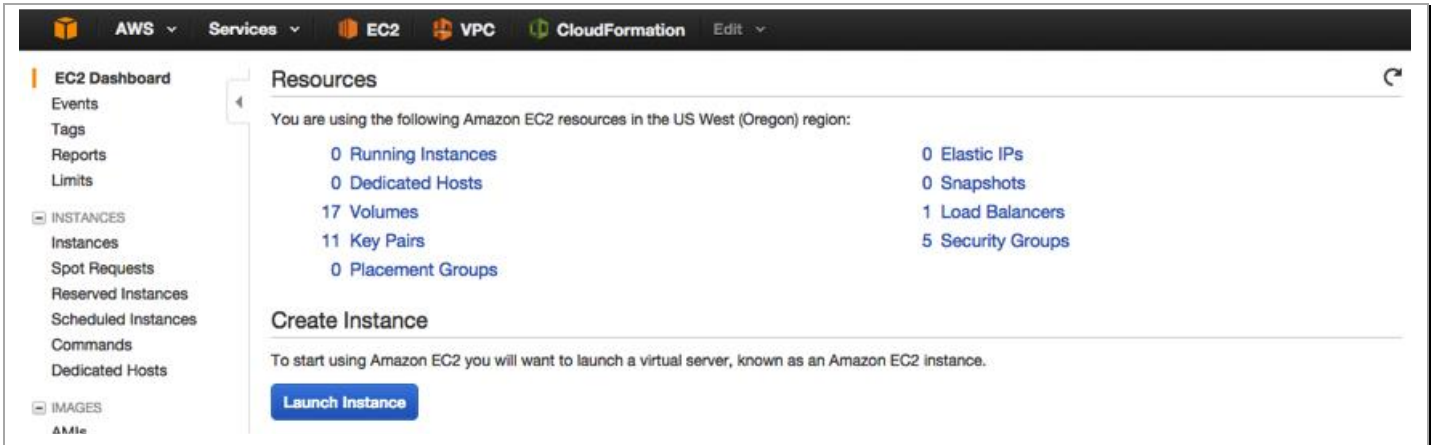 AWS Services EC2 VPC CloudFormation Edit
EC2 Dashboard
Events
Tags
Reports
Limits
INSTANCES
Instances
Spot Requests
Reserved Instances
Scheduled Instances
Commands
Dedicated Hosts
IMAGES
AMIs
Resources
You are using the following Amazon EC2 resources in the US West (Oregon) region:
0 Running Instances
0 Dedicated Hosts
17 Volumes
11 Key Pairs
0 Placement Groups
0 Elastic IPs
0 Snapshots
1 Load Balancers
5 Security Groups
Create Instance
To start using Amazon EC2 you will want to launch a virtual server, known as an Amazon EC2 instance.
Launch Instance